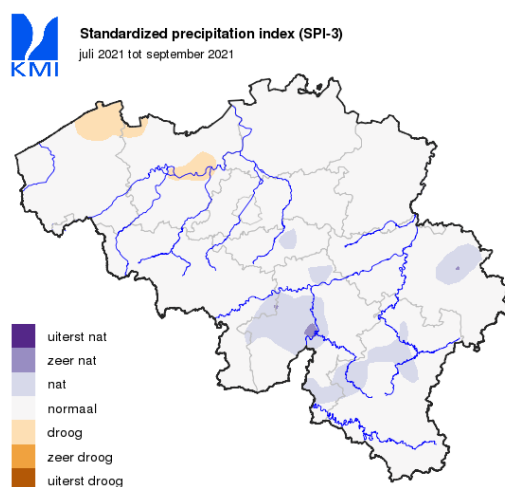 Standardized precipitation index (SPI-3)
juli 2021 tot september 2021
KMI
uiterst nat
zeer nat
nat
normaal
droog
zeer droog
uiterst droog